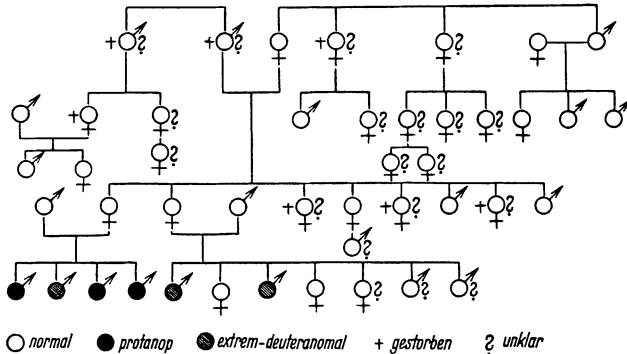 normal protanop extrem-deuteranomal + gestorben ? unklar